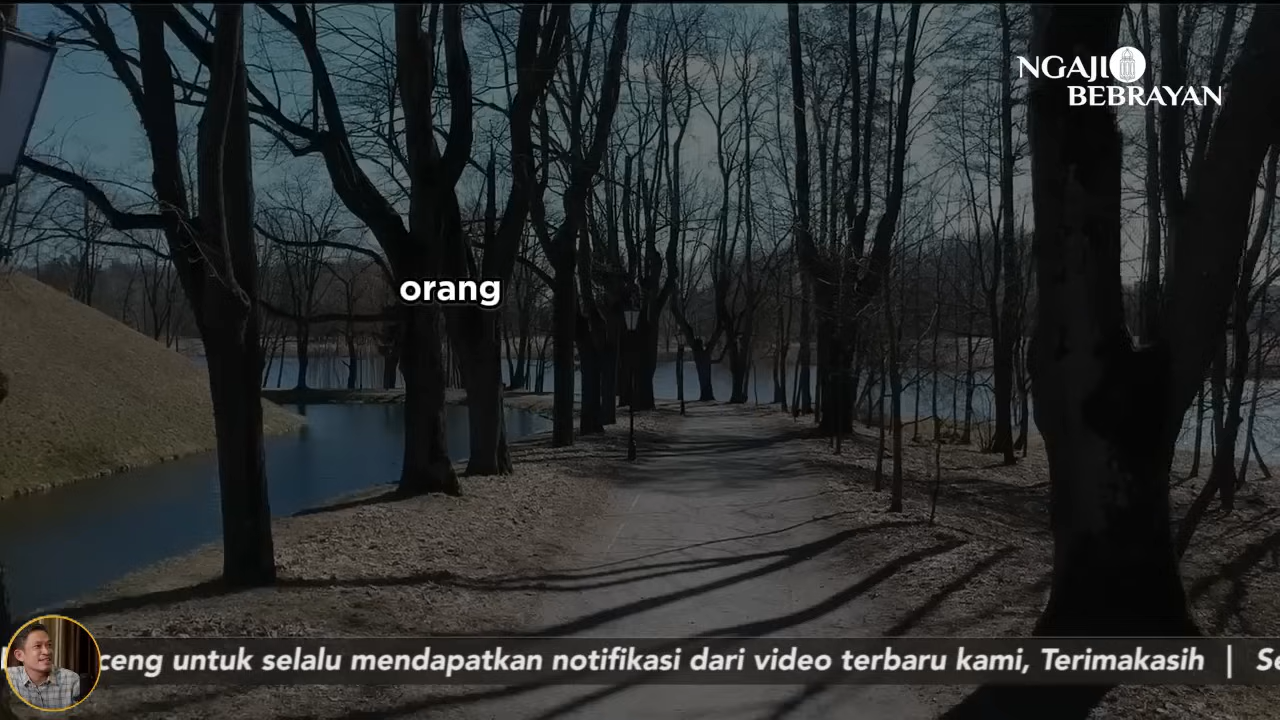 NGAJI
BEBRAYAN
orang
ceng untuk selalu mendapatkan notifikasi dari video terbaru kami, Terimakasih | Se